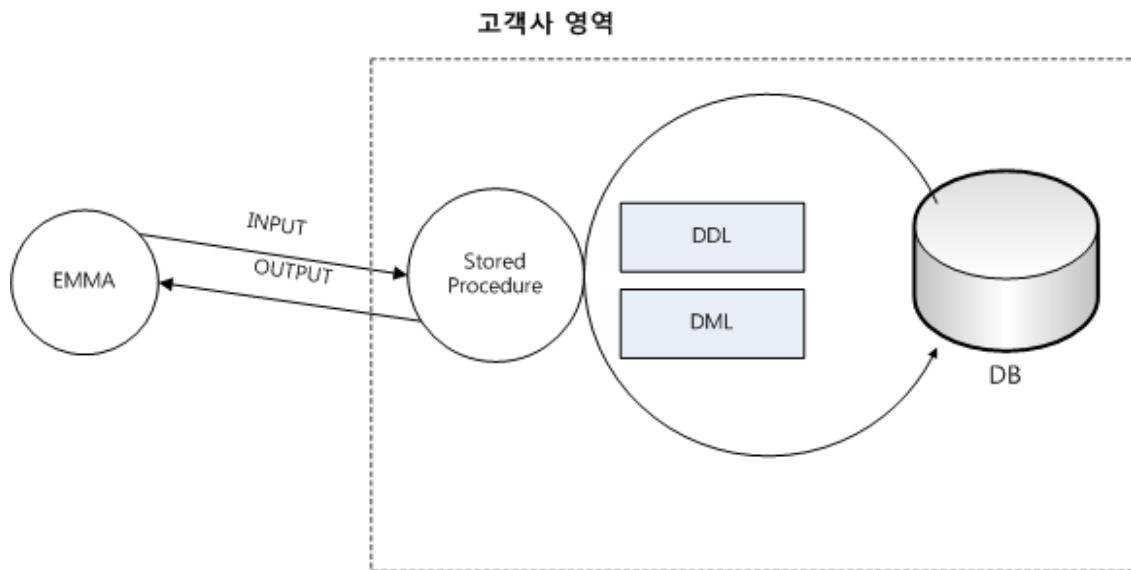 고객사 영역
INPUT
OUTPUT
EMMA
Stored
Procedure
DDL
DML
DB